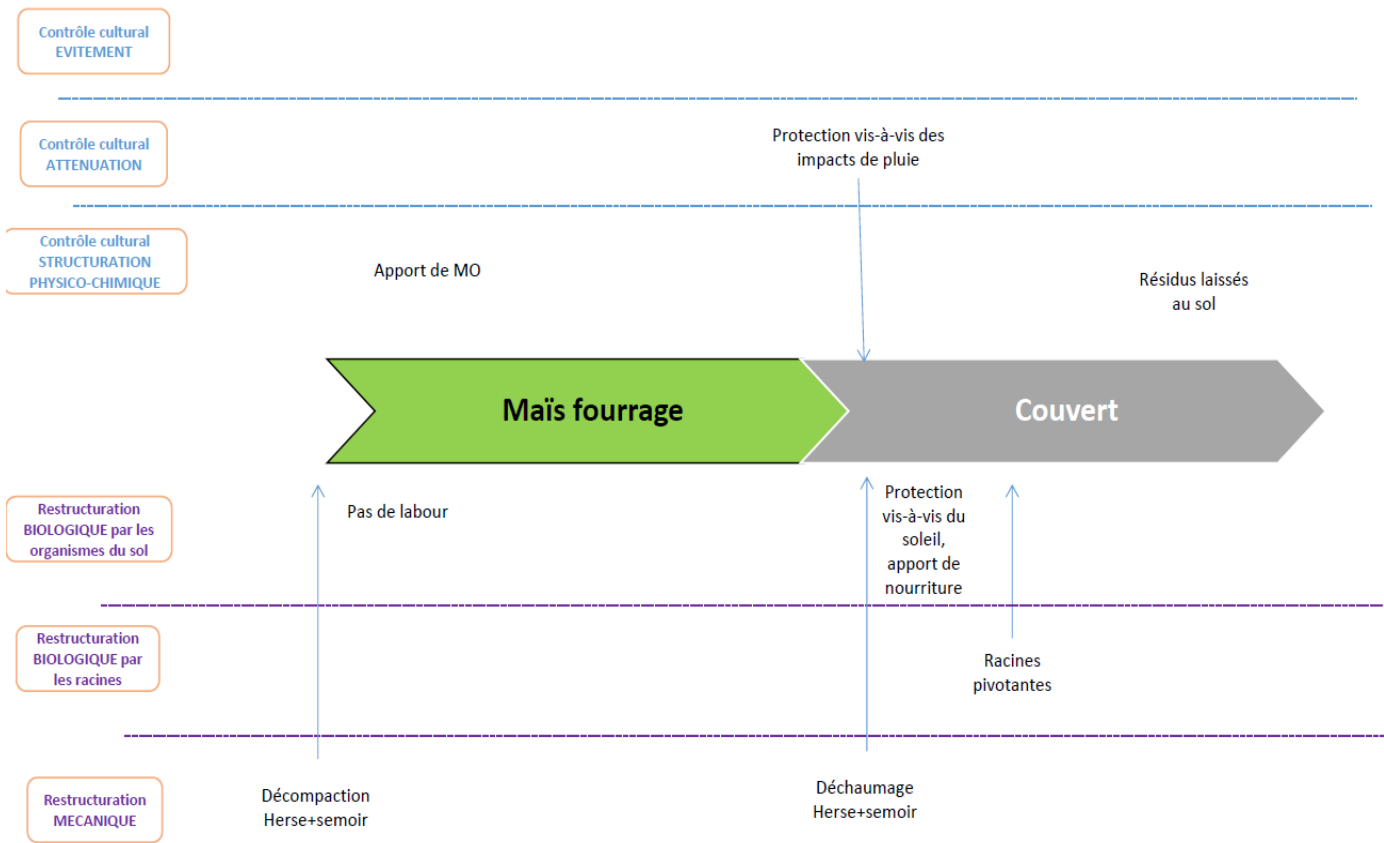 Contrôle cultural
EVITEMENT
Contrôle cultural
ATTENUATION
Protection vis-à-vis des
impacts de pluie
Contrôle cultural
STRUCTURATION
PHYSICO-CHIMIQUE
Apport de MO
Résidus laissés
au sol
Maïs fourrage
Couvert
Restructuration
BIOLOGIQUE par les
organismes du sol
Pas de labour
Protection
vis-à-vis du
soleil,
apport de
nourriture
Restructuration
BIOLOGIQUE par
les racines
Racines
pivotantes
Restructuration
MECANIQUE
Décompaction
Herse+semoir
Déchaumage
Herse+semoir